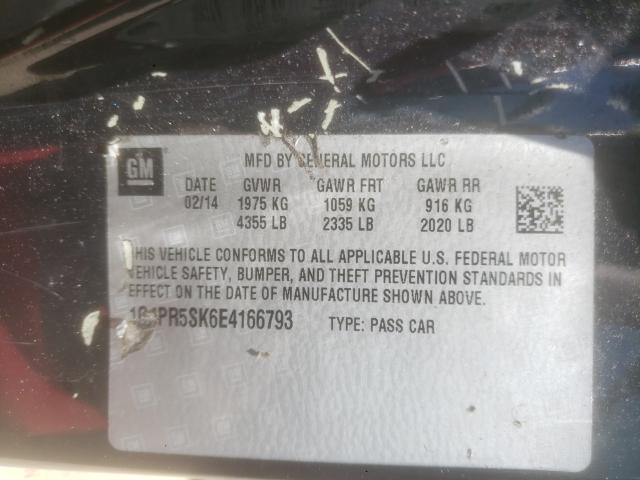 GM
MFD BY GENERAL MOTORS LLC
DATE GVWR GAWR FRT GAWR RR
02/14 1975 KG 1059 KG 916 KG
4355 LB 2335 LB 2020 LB
THIS VEHICLE CONFORMS TO ALL APPLICABLE U.S. FEDERAL MOTOR
VEHICLE SAFETY, BUMPER, AND THEFT PREVENTION STANDARDS IN
EFFECT ON THE DATE OF MANUFACTURE SHOWN ABOVE.
TYPE: PASS CAR